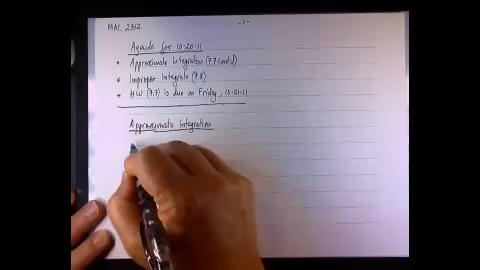 MAC 2312
-1-
Agenda for 10-20-11
* Approximate Integration (7.7 cont'd)
* Improper Integrals (7.8)
* HW (7.7) is due on Friday, 10-21-11
Approximate Integration